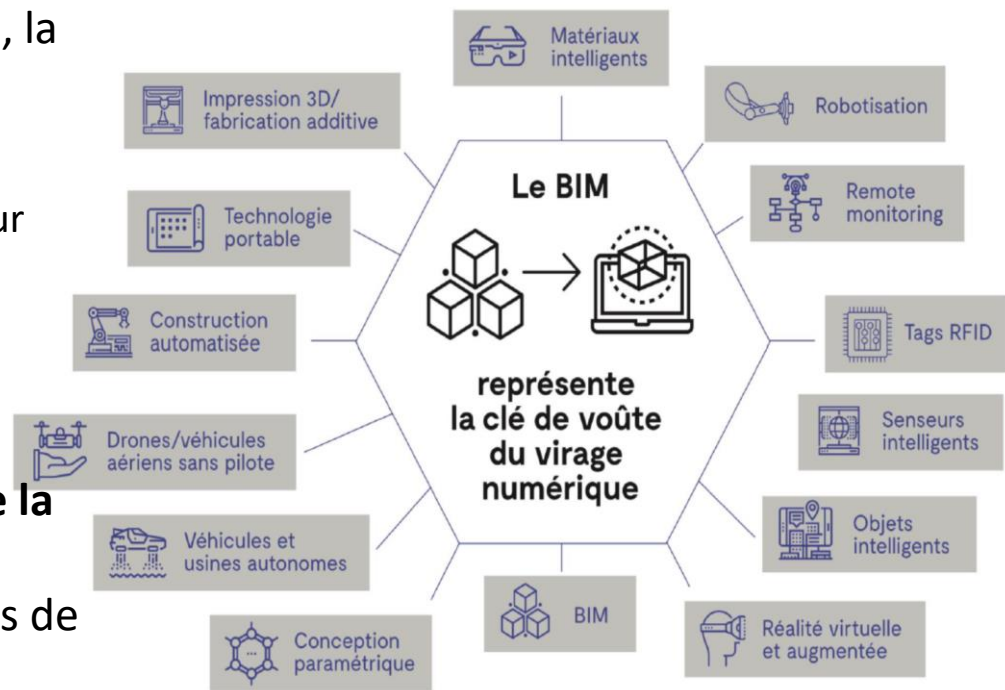 , la
ur
e la
s de
Matériaux
intelligents
Impression 3D/
fabrication additive
Robotisation
Technologie
portable
Remote
monitoring
Construction
automatisée
Tags RFID
Drones/véhicules
aériens sans pilote
Senseurs
intelligents
Véhicules et
usines autonomes
Objets
intelligents
Conception
paramétrique
BIM
Réalité virtuelle
et augmentée
Le BIM
représente
la clé de voûte
du virage
numérique